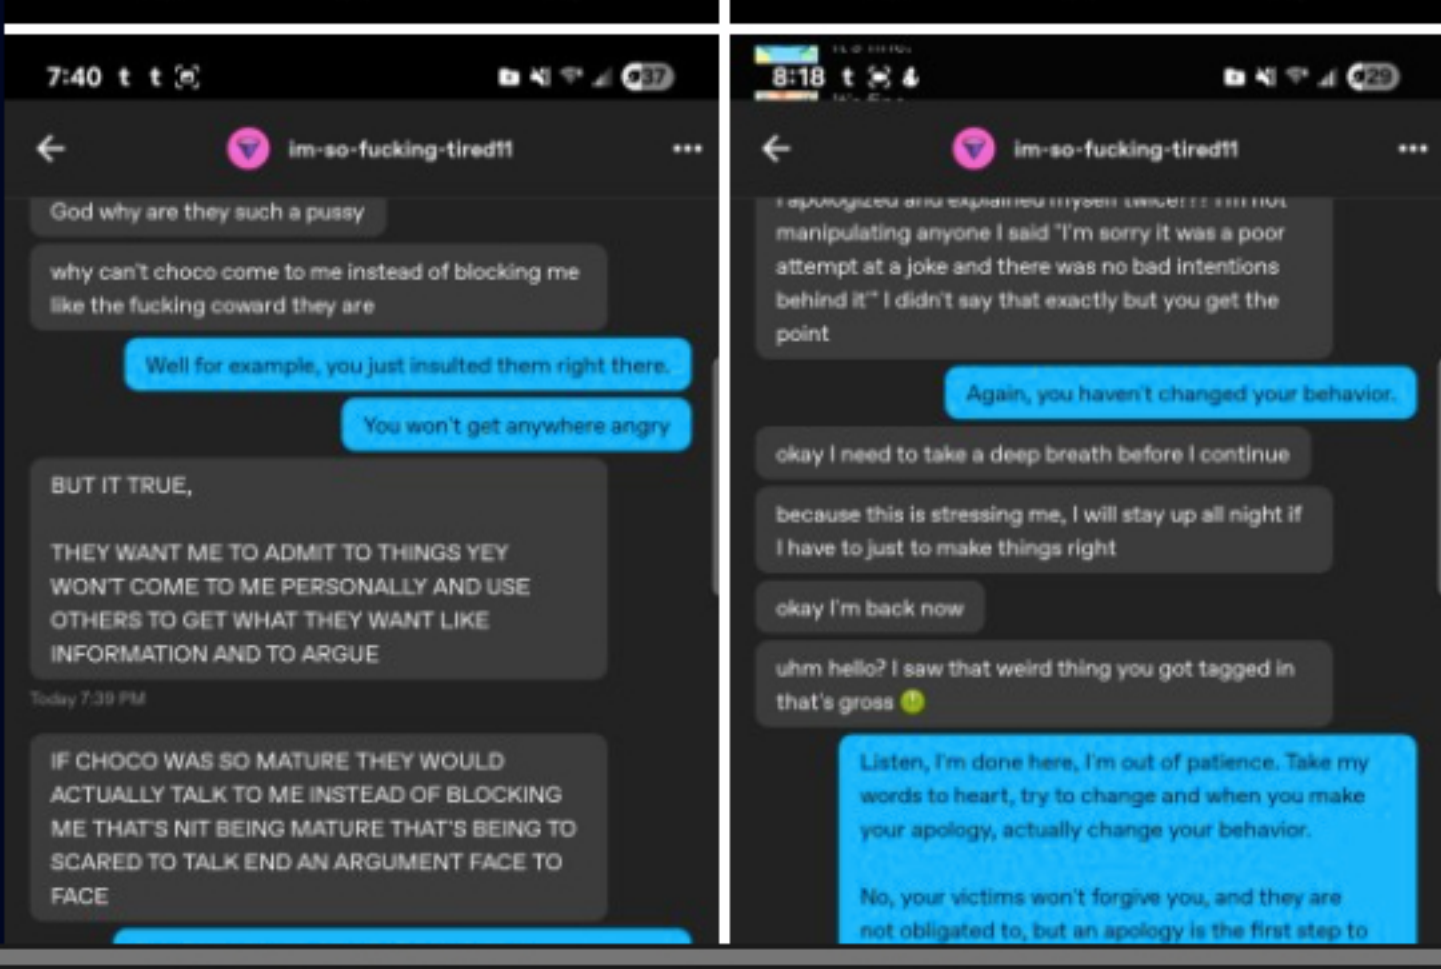 7:40 t t
37
im-so-fucking-tired11
God why are they such a pussy
why can't choco come to me instead of blocking me
like the fucking coward they are
Well for example, you just insulted them right there.
You won't get anywhere angry
BUT IT TRUE,
THEY WANT ME TO ADMIT TO THINGS YEY
WON'T COME TO ME PERSONALLY AND USE
OTHERS TO GET WHAT THEY WANT LIKE
INFORMATION AND TO ARGUE
Today 7:39 PM
IF CHOCO WAS SO MATURE THEY WOULD
ACTUALLY TALK TO ME INSTEAD OF BLOCKING
ME THAT'S NIT BEING MATURE THAT'S BEING TO
SCARED TO TALK END AN ARGUMENT FACE TO
FACE
8:18 t
29
im-so-fucking-tired11
I apologized and explained myself twice??? I'm not
manipulating anyone I said "I'm sorry it was a poor
attempt at a joke and there was no bad intentions
behind it'" I didn't say that exactly but you get the
point
Again, you haven't changed your behavior.
okay I need to take a deep breath before I continue
because this is stressing me, I will stay up all night if
I have to just to make things right
okay I'm back now
uhm hello? I saw that weird thing you got tagged in
that's gross
Listen, I'm done here, I'm out of patience. Take my
words to heart, try to change and when you make
your apology, actually change your behavior.
No, your victims won't forgive you, and they are
not obligated to, but an apology is the first step to